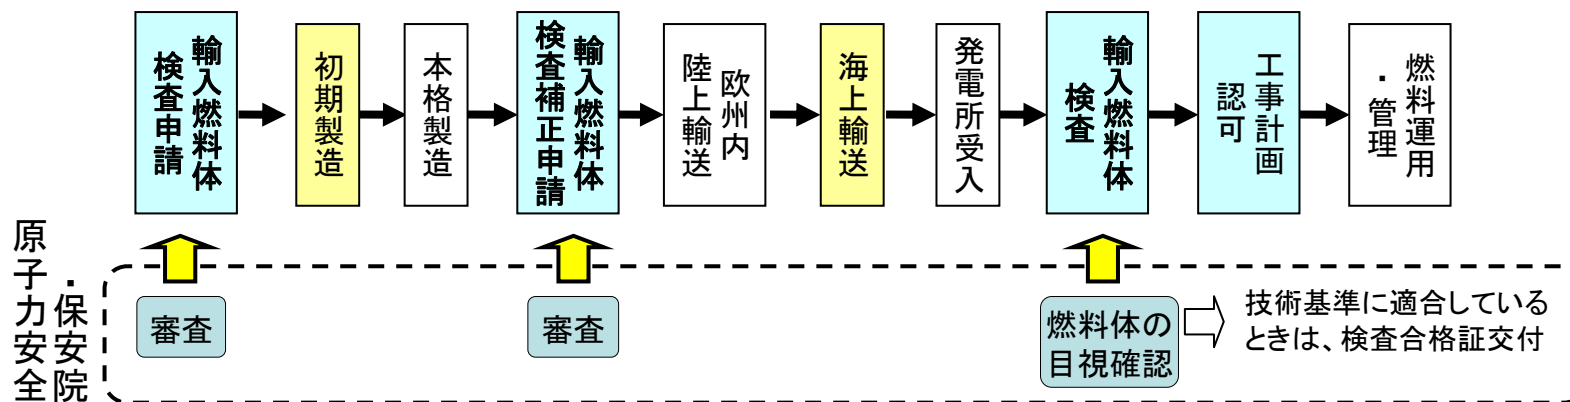 輸入燃料体
検査申請
初期製造
本格製造
輸入燃料体
検査補正申請
欧州内
陸上輸送
海上輸送
発電所受入
輸入燃料体
検査
工事計画
認可
燃料運用
・管理
原子力安全
・保安院
審査
審査
燃料体の
目視確認
技術基準に適合している
ときは、検査合格証交付